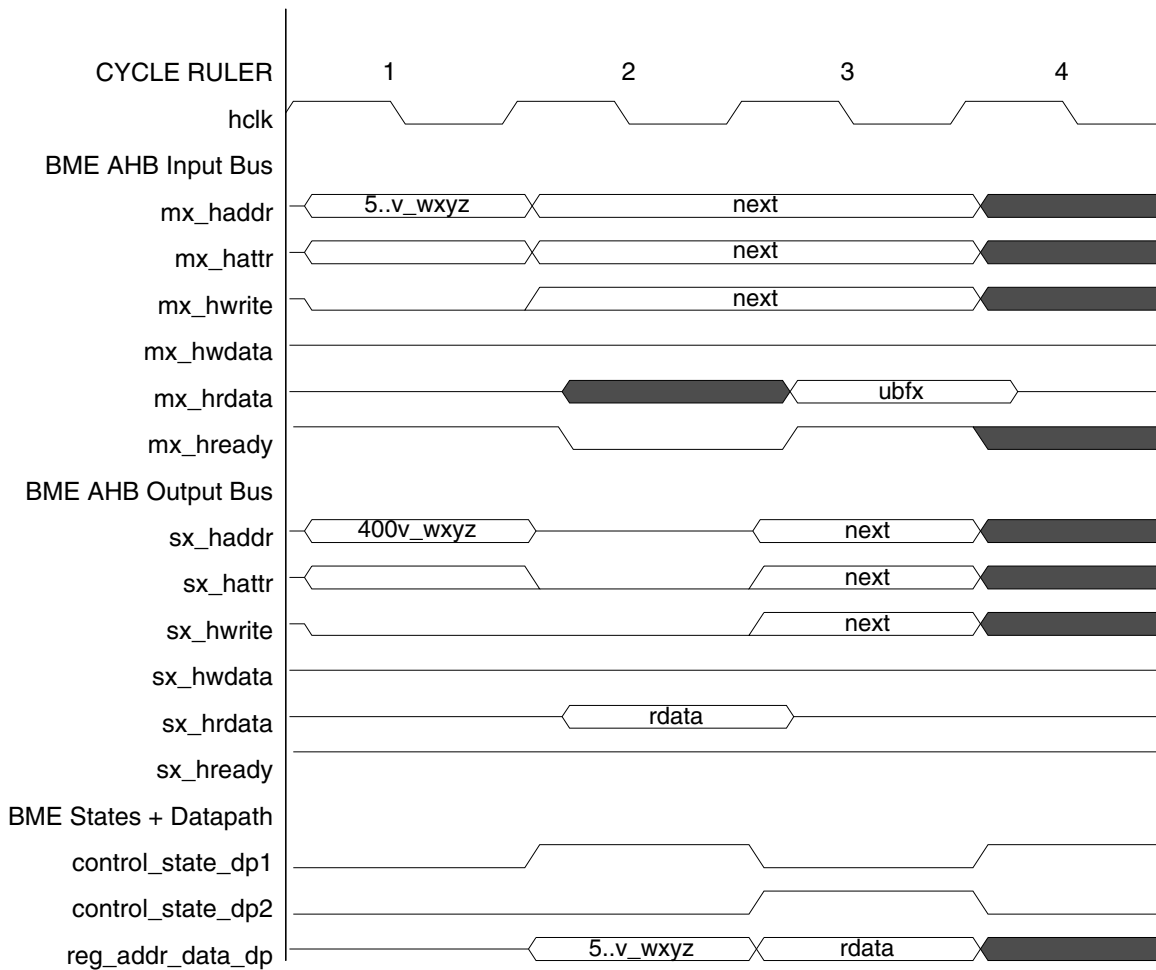 CYCLE RULER 1 2 3 4
hclk
BME AHB Input Bus
mx_haddr 5..v_wxyz next
mx_hattr next
mx_hwrite next
mx_hwdata
mx_hrdata ubfx
mx_hready
BME AHB Output Bus
sx_haddr 400v_wxyz next
sx_hattr next
sx_hwrite next
sx_hwdata
sx_hrdata rdata
sx_hready
BME States + Datapath
control_state_dp1
control_state_dp2
reg_addr_data_dp 5..v_wxyz rdata